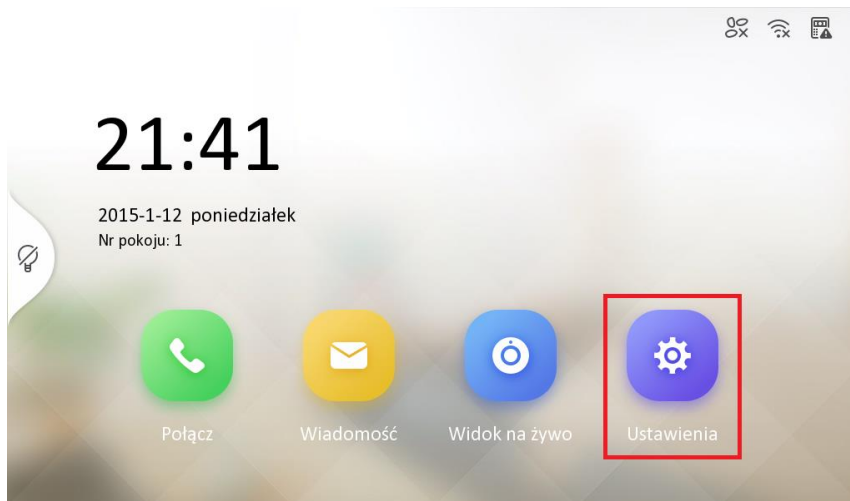 21:41
2015-1-12 poniedziałek
Nr pokoju: 1
Połącz
Wiadomość
Widok na żywo
Ustawienia